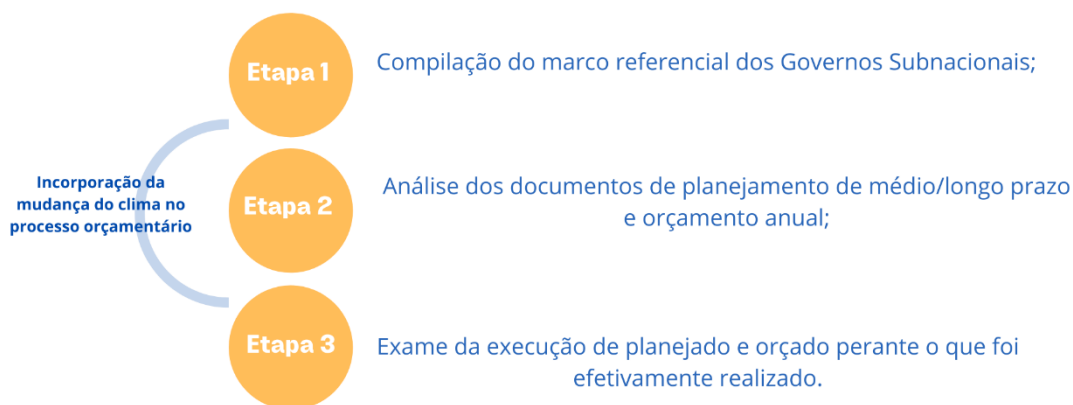 Etapa 1
Compilação do marco referencial dos Governos Subnacionais;
Incorporação da
mudança do clima no
processo orçamentário
Etapa 2
Análise dos documentos de planejamento de médio/longo prazo
e orçamento anual;
Etapa 3
Exame da execução de planejado e orçado perante o que foi
efetivamente realizado.